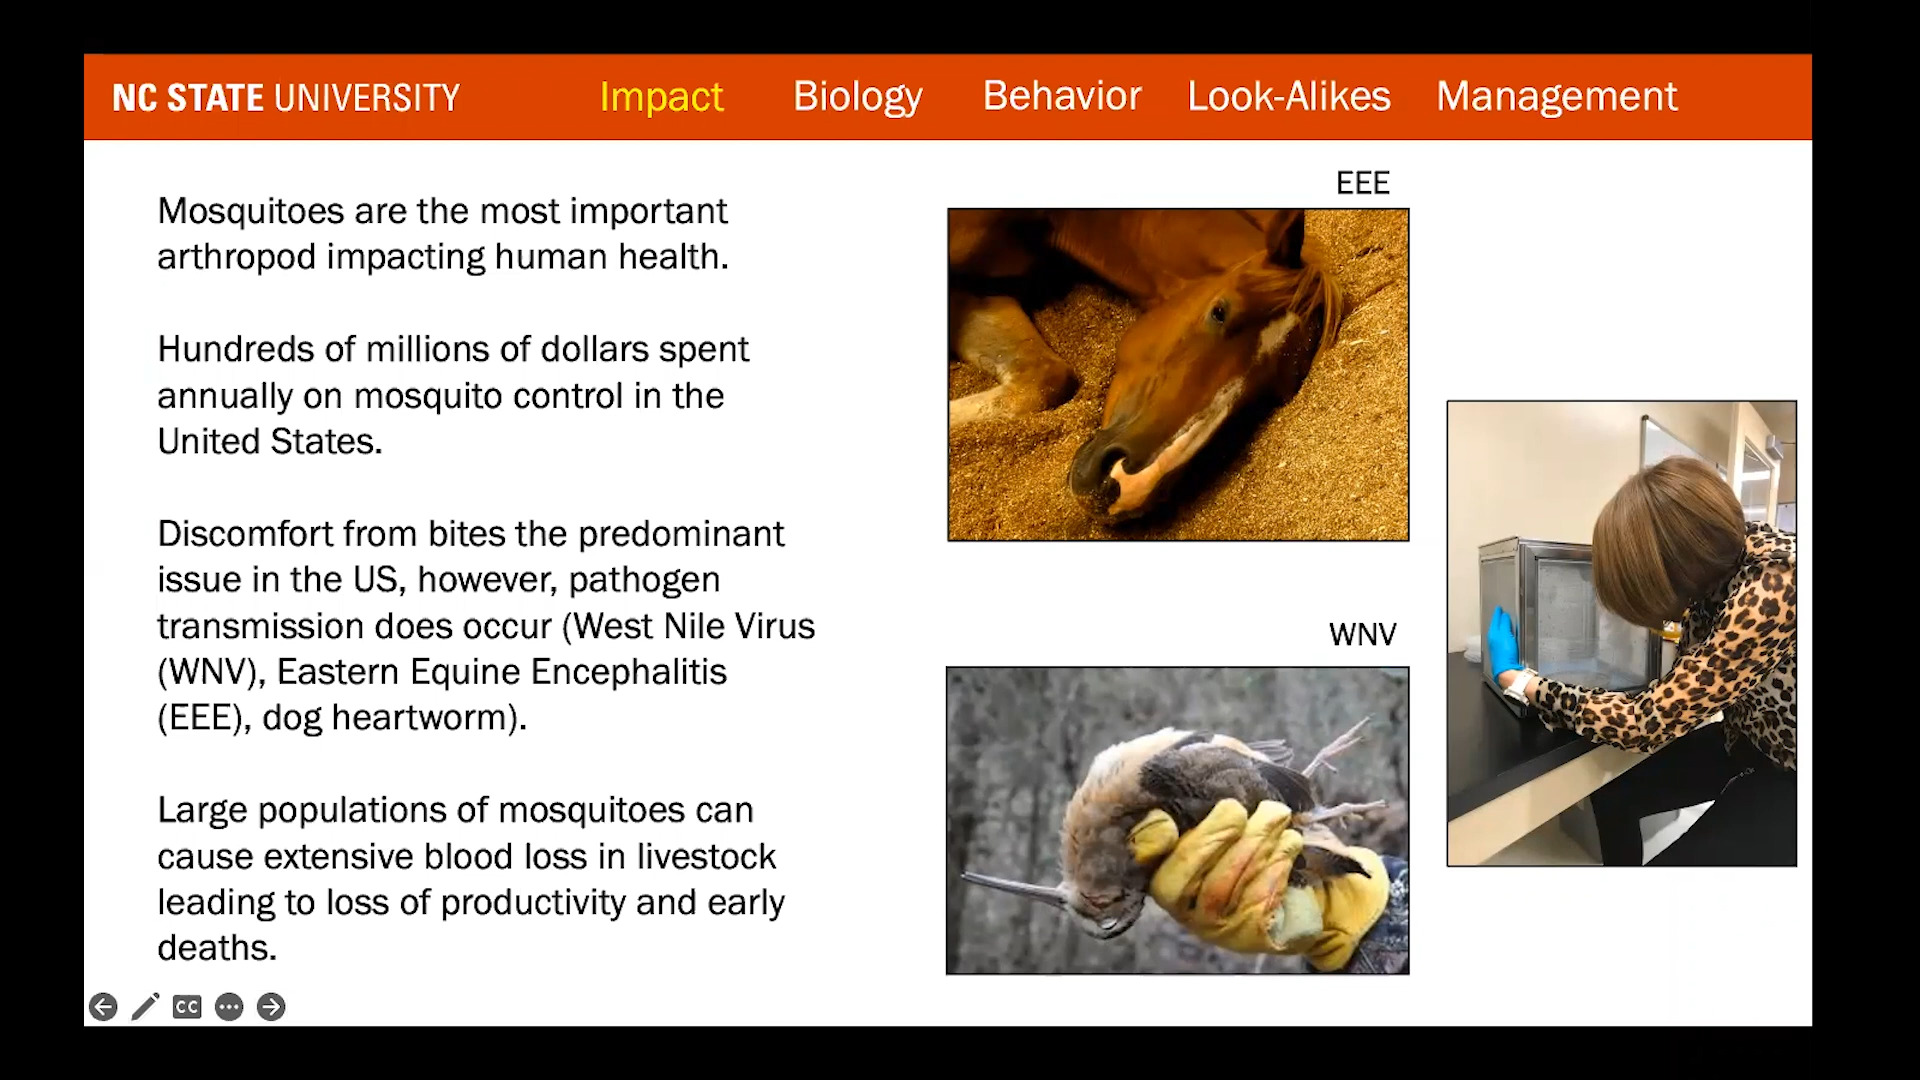 NC STATE UNIVERSITY Impact Biology Behavior Look-Alikes Management
Mosquitoes are the most important
arthropod impacting human health.
Hundreds of millions of dollars spent
annually on mosquito control in the
United States.
Discomfort from bites the predominant
issue in the US, however, pathogen
transmission does occur (West Nile Virus
(WNV), Eastern Equine Encephalitis
(EEE), dog heartworm).
Large populations of mosquitoes can
cause extensive blood loss in livestock
leading to loss of productivity and early
deaths.
EEE
WNV
CC